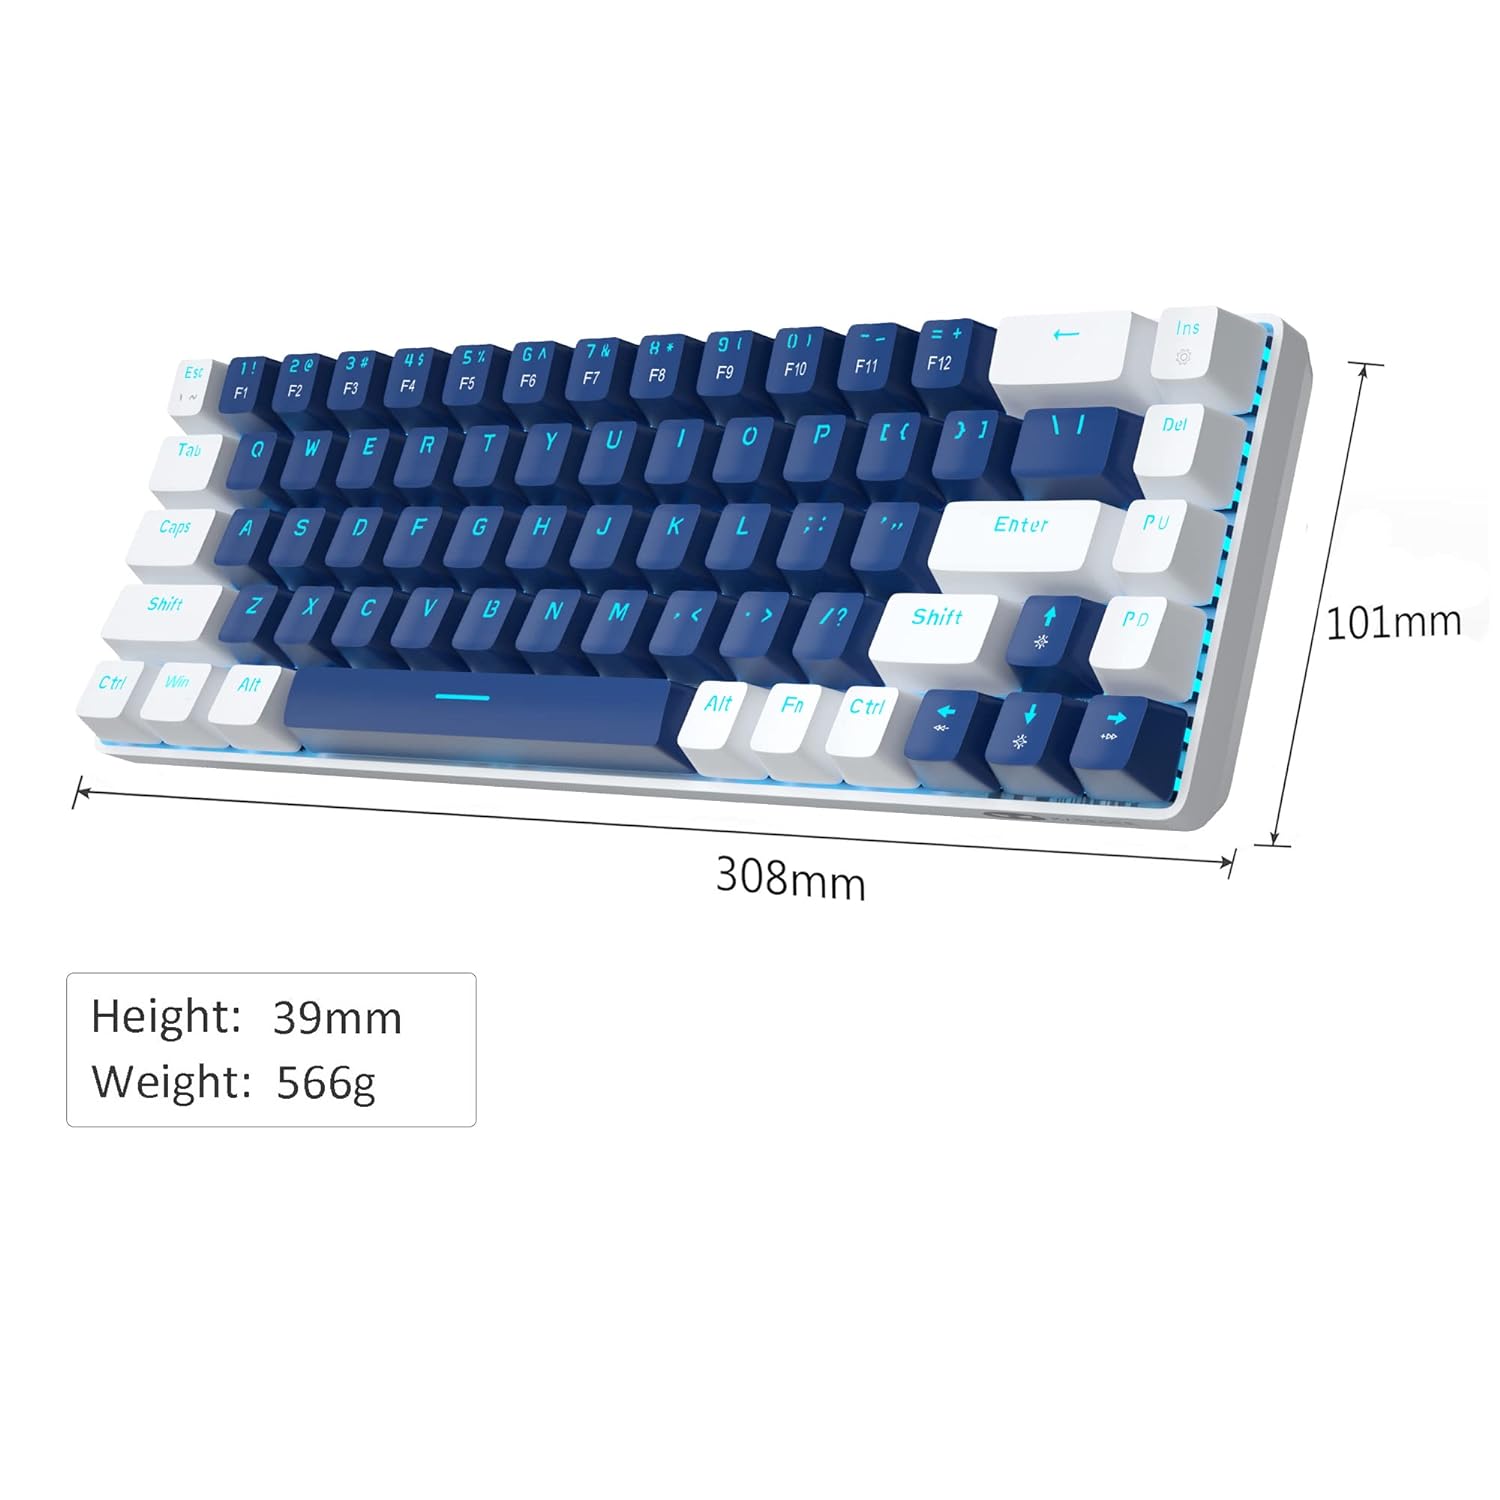 Esc 1! 2@ 3# 4$ 5% 6^ 7& 8* 9( 0) - _ = + ← Ins
` ~ F1 F2 F3 F4 F5 F6 F7 F8 F9 F10 F11 F12
Tab Q W E R T Y U I O P [ { } ] \ | Del
Caps A S D F G H J K L ; : ' " Enter PU
Shift Z X C V B N M , < . > / ? Shift ↑ PD
Ctrl Win Alt Alt Fn Ctrl ← ↓ →
101mm
308mm
Height: 39mm
Weight: 566g